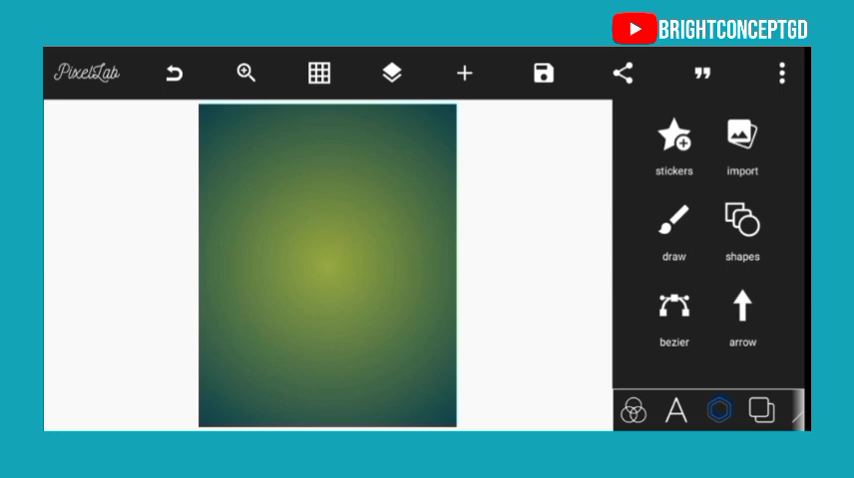 BRIGHTCONCEPTGD
PixelLab
stickers
import
draw
shapes
bezier
arrow